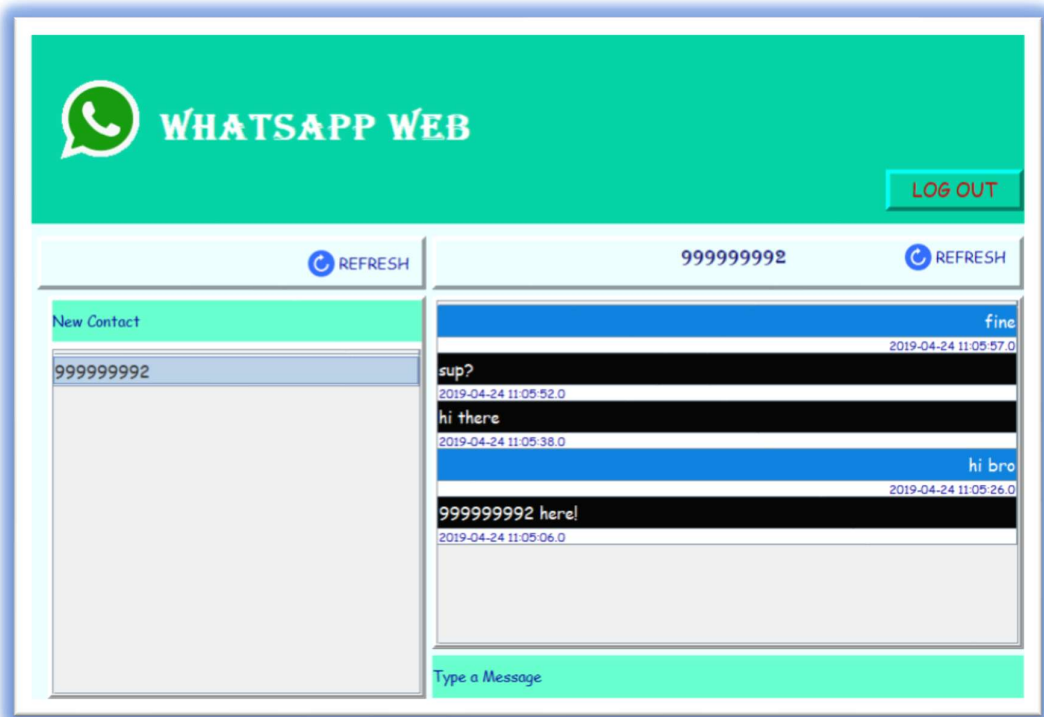 WHATSAPP WEB
LOG OUT
REFRESH
999999992
REFRESH
New Contact
999999992
fine
2019-04-24 11:05:57.0
sup?
2019-04-24 11:05:52.0
hi there
2019-04-24 11:05:38.0
hi bro
2019-04-24 11:05:26.0
999999992 here!
2019-04-24 11:05:06.0
Type a Message